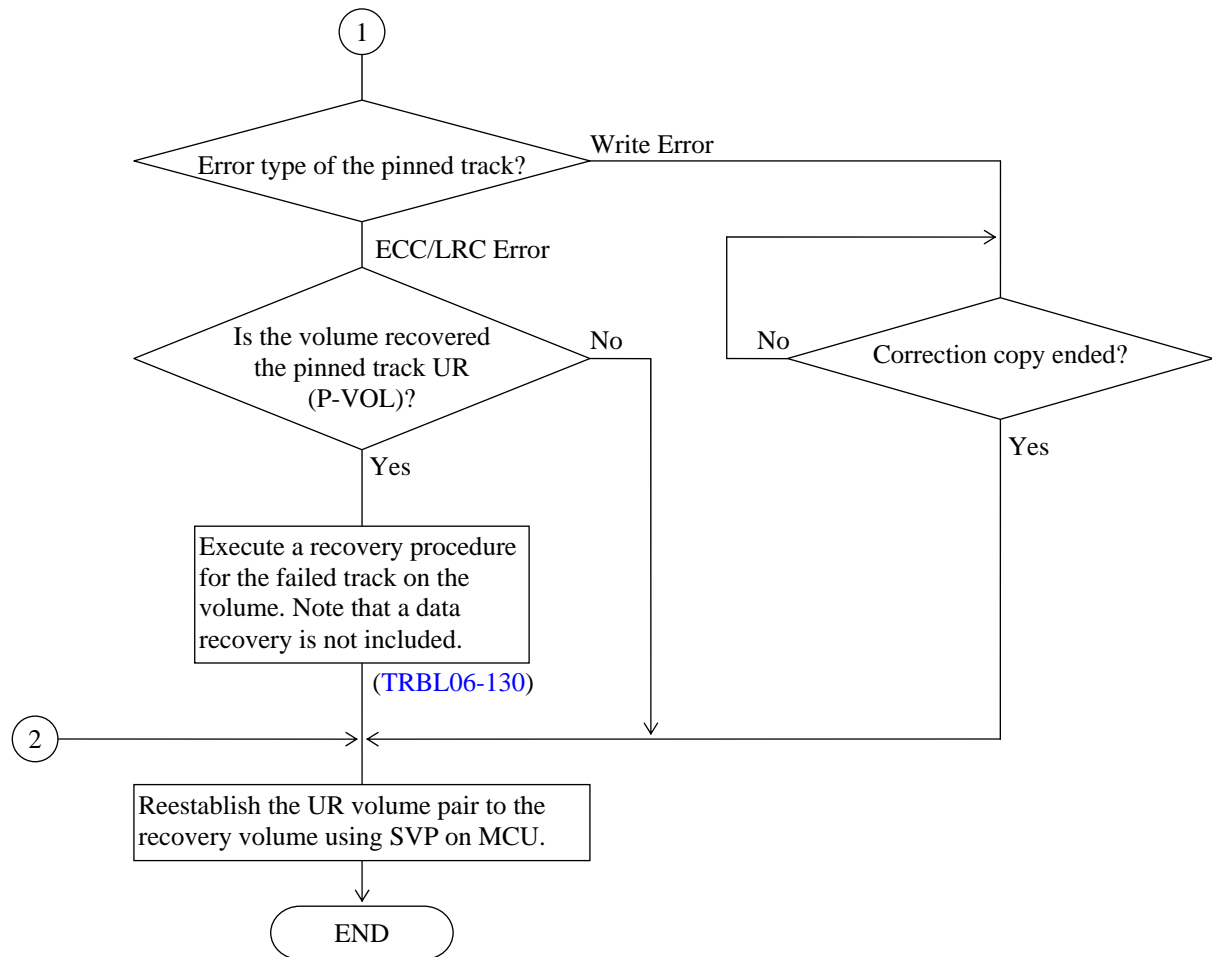 1
Error type of the pinned track?
Write Error
ECC/LRC Error
Is the volume recovered
the pinned track UR
(P-VOL)?
No
Yes
No
Correction copy ended?
Yes
Execute a recovery procedure
for the failed track on the
volume. Note that a data
recovery is not included.
(TRBL06-130)
2
Reestablish the UR volume pair to the
recovery volume using SVP on MCU.
END